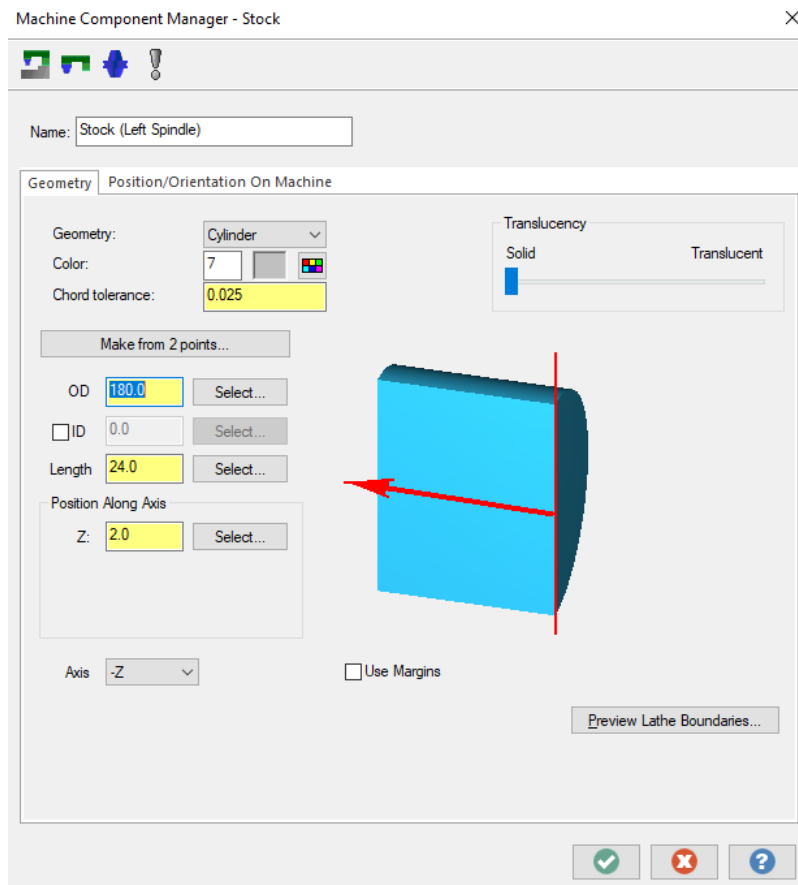 Machine Component Manager - Stock
Name: Stock (Left Spindle)
Geometry Position/Orientation On Machine
Geometry: Cylinder
Color: 7
Chord tolerance: 0.025
Translucency
Solid Translucent
Make from 2 points...
OD 180.0 Select...
ID 0.0 Select...
Length 24.0 Select...
Position Along Axis
Z: 2.0 Select...
Axis -Z
Use Margins
Preview Lathe Boundaries...